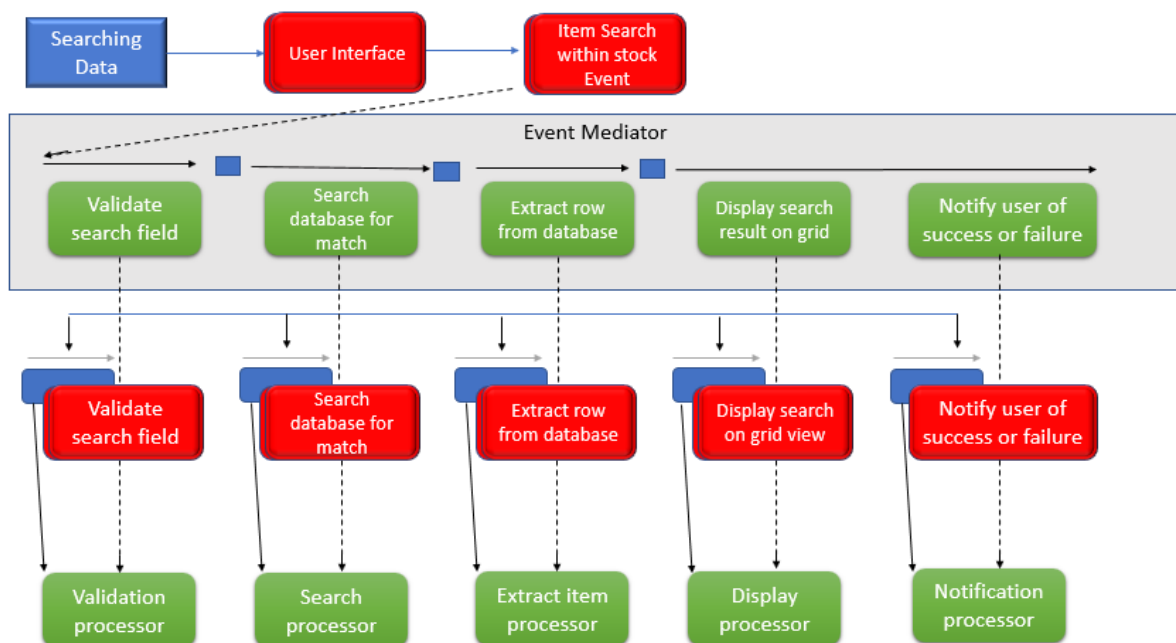 Searching
Data
User Interface
Item Search
within stock
Event
Event Mediator
Validate
search field
Search
database for
match
Extract row
from database
Display search
result on grid
Notify user of
success or failure
Validate
search field
Search
database for
match
Extract row
from database
Display search
on grid view
Notify user of
success or failure
Validation
processor
Search
processor
Extract item
processor
Display
processor
Notification
processor